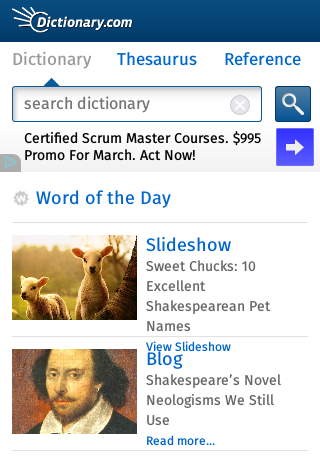 Dictionary.com
Dictionary
Thesaurus
Reference
search dictionary
Certified Scrum Master Courses. $995
Promo For March. Act Now!
W Word of the Day
Slideshow
Sweet Chucks: 10
Excellent
Shakespearean Pet
Names
View Slideshow
Blog
Shakespeare's Novel
Neologisms We Still
Use
Read more...